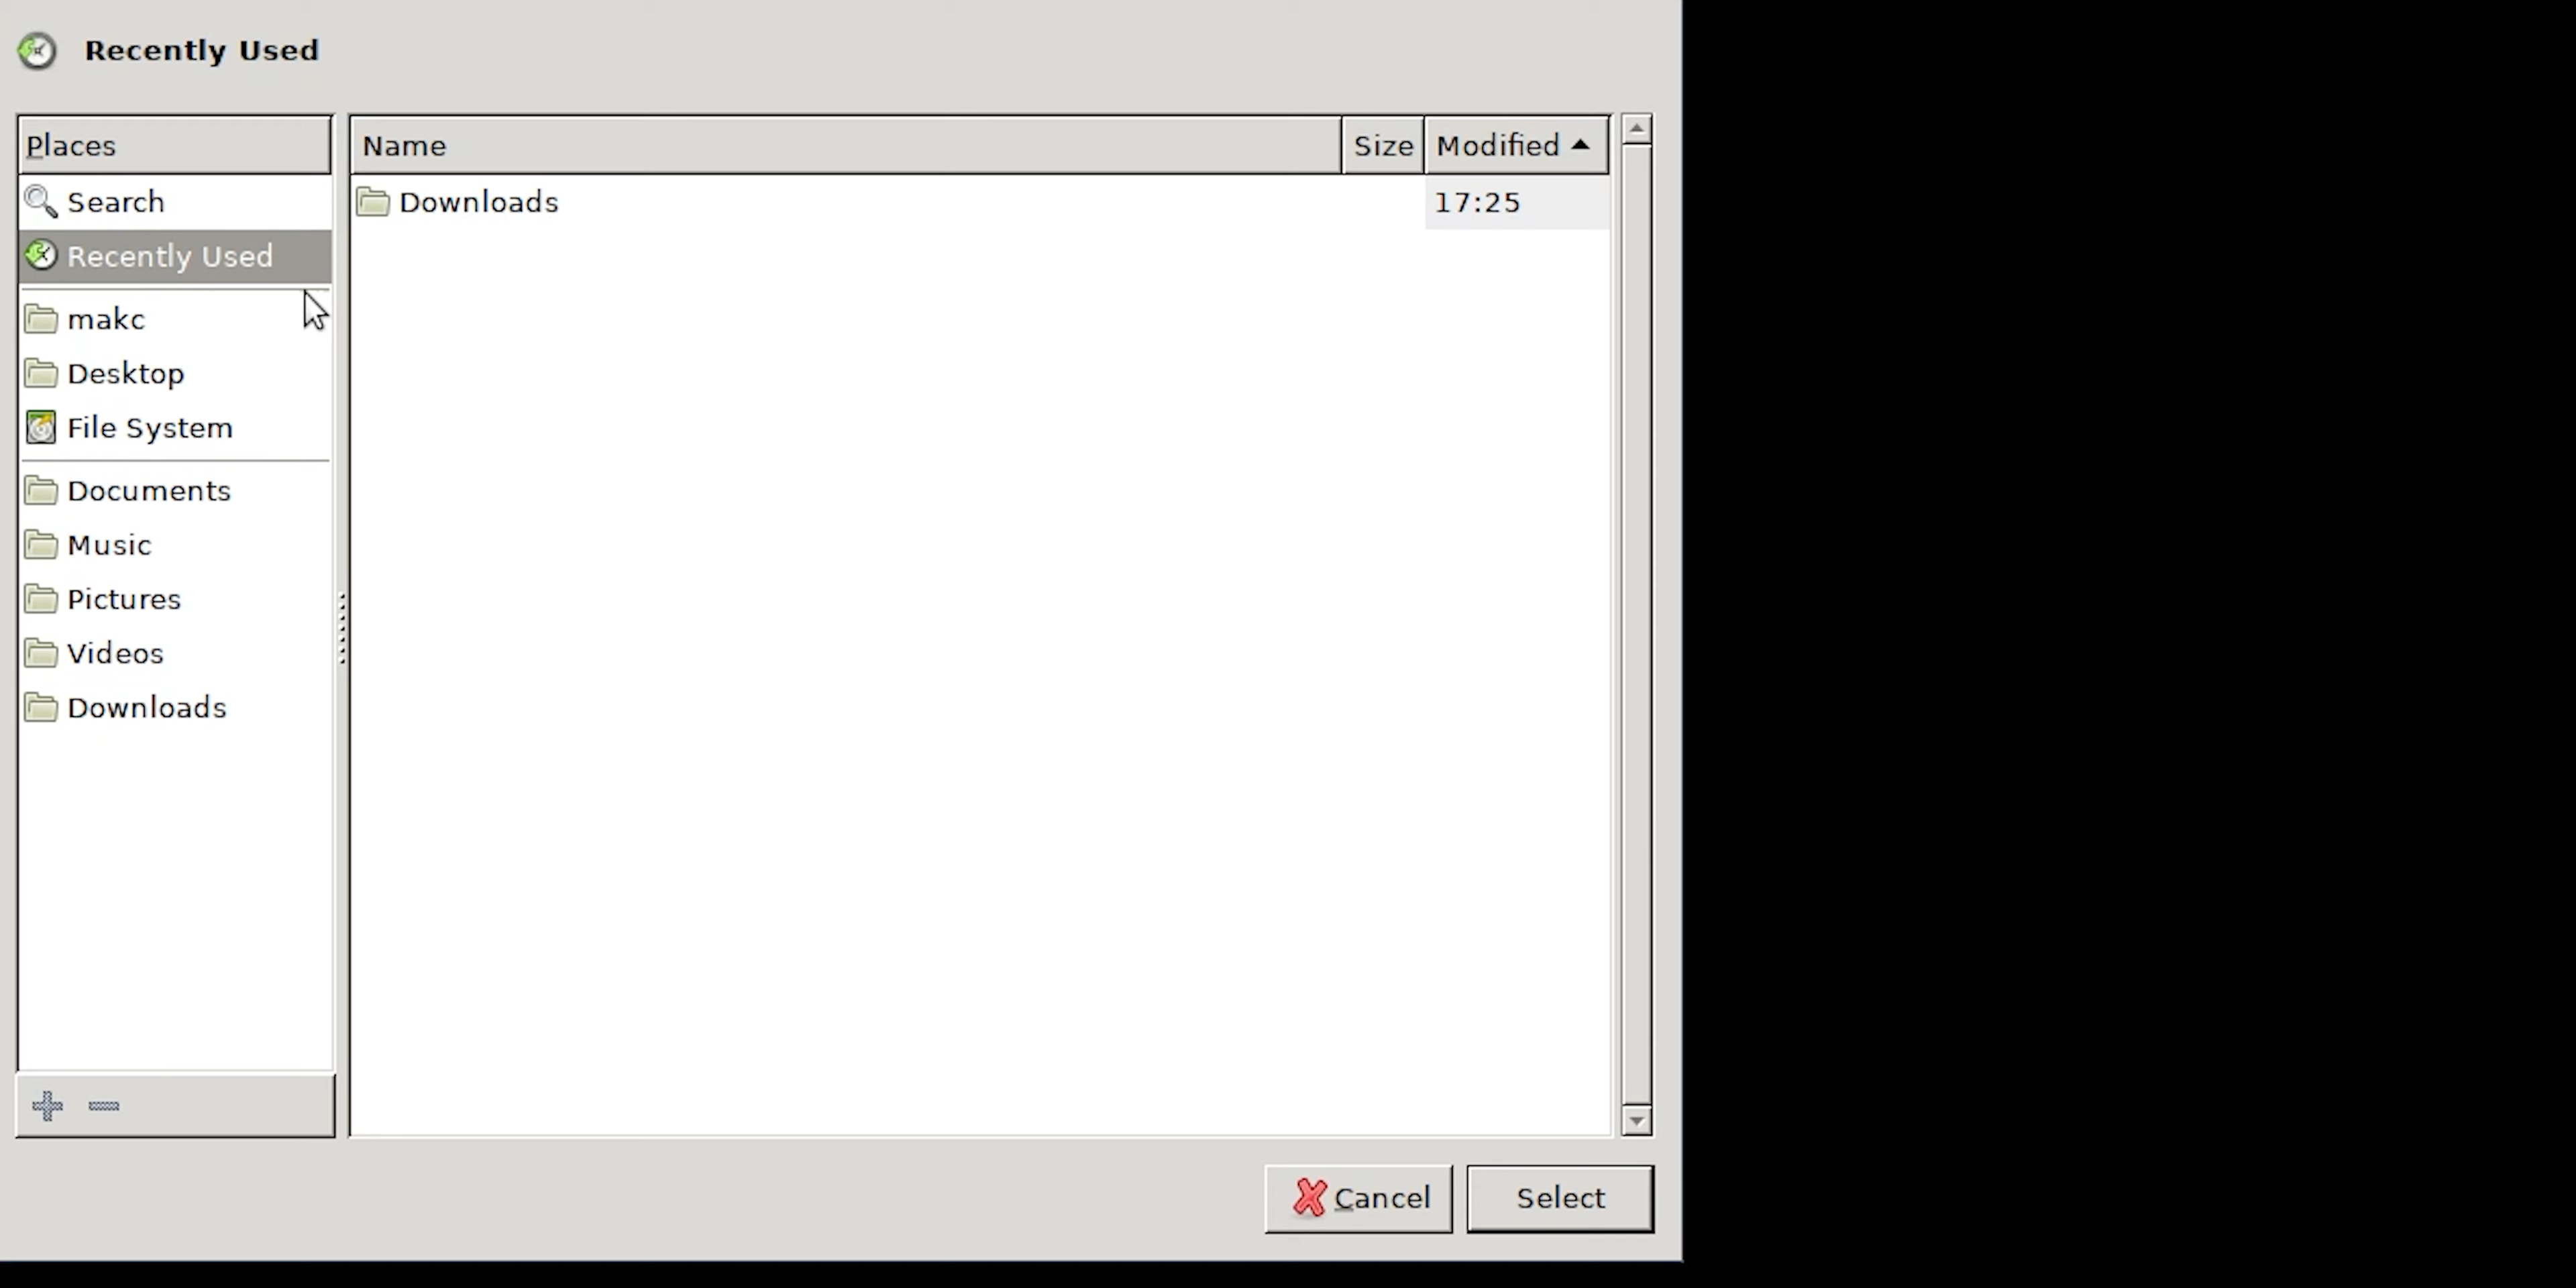 Recently Used
Places
Search
Recently Used
makc
Desktop
File System
Documents
Music
Pictures
Videos
Downloads
Name Size Modified
Downloads 17:25
Cancel Select